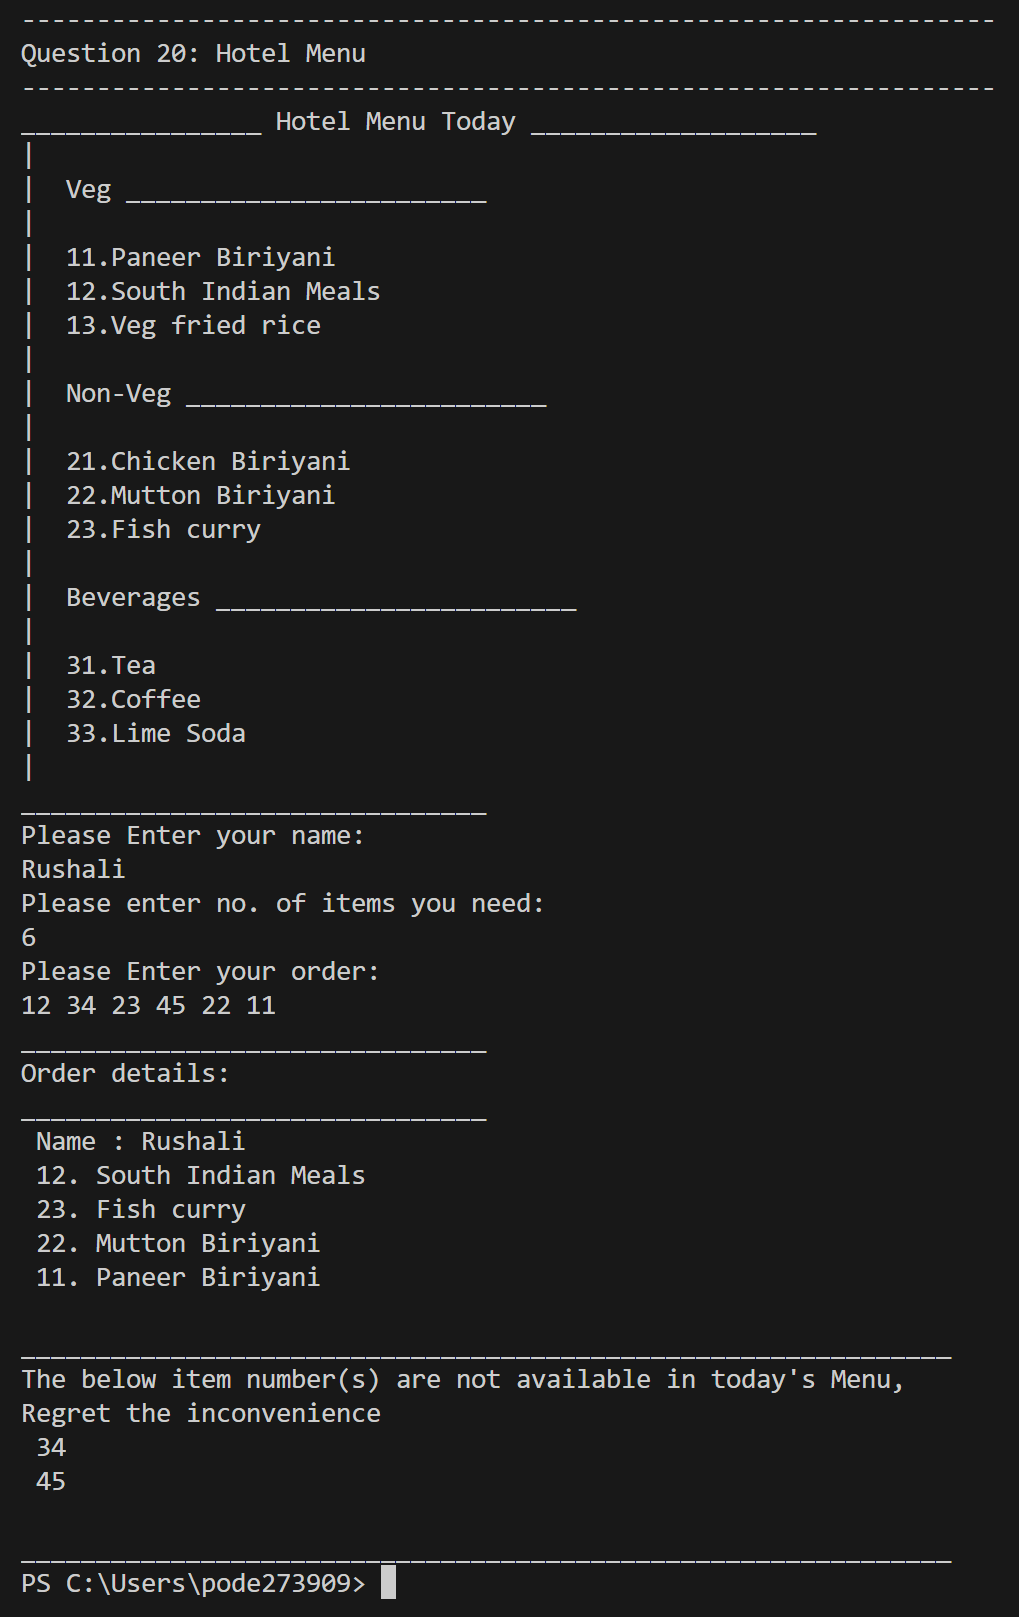 -----------------------------------------------------------------
Question 20: Hotel Menu
-----------------------------------------------------------------
________________ Hotel Menu Today ___________________
|
|  Veg ________________________
|
|  11.Paneer Biriyani
|  12.South Indian Meals
|  13.Veg fried rice
|
|  Non-Veg ________________________
|
|  21.Chicken Biriyani
|  22.Mutton Biriyani
|  23.Fish curry
|
|  Beverages ________________________
|
|  31.Tea
|  32.Coffee
|  33.Lime Soda
|
_______________________________
Please Enter your name:
Rushali
Please enter no. of items you need:
6
Please Enter your order:
12 34 23 45 22 11
_______________________________
Order details:
_______________________________
 Name : Rushali
 12. South Indian Meals
 23. Fish curry
 22. Mutton Biriyani
 11. Paneer Biriyani

______________________________________________________________
The below item number(s) are not available in today's Menu,
Regret the inconvenience
 34
 45

______________________________________________________________
PS C:\Users\pode273909>